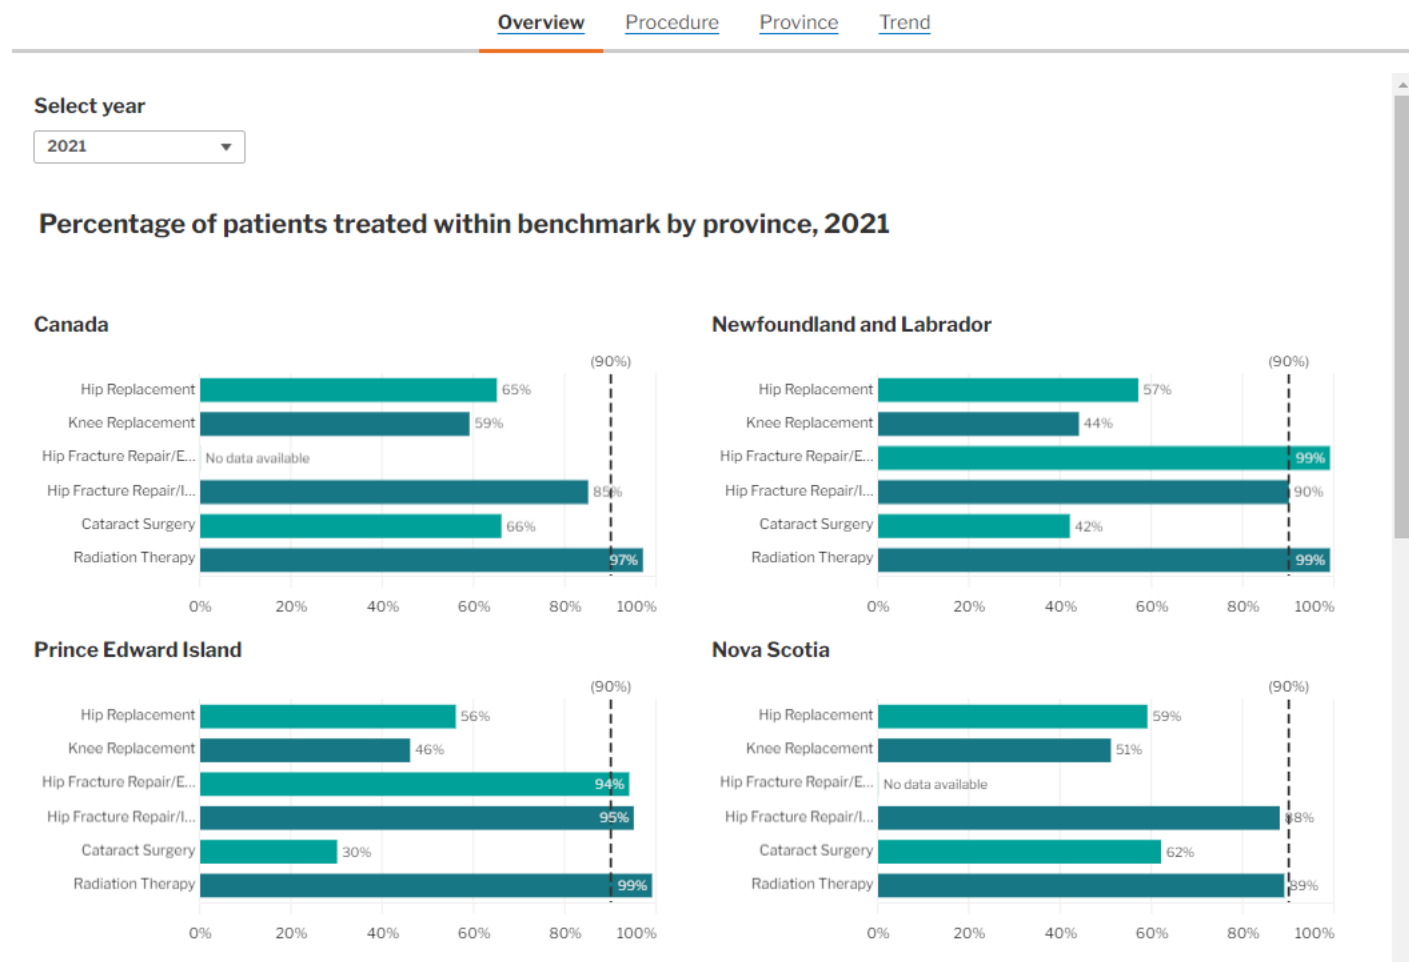 Overview Procedure Province Trend
Select year
2021
Percentage of patients treated within benchmark by province, 2021
Canada
(90%)
Hip Replacement 65%
Knee Replacement 59%
Hip Fracture Repair/E... No data available
Hip Fracture Repair/I... 85%
Cataract Surgery 66%
Radiation Therapy 97%
0% 20% 40% 60% 80% 100%
Newfoundland and Labrador
(90%)
Hip Replacement 57%
Knee Replacement 44%
Hip Fracture Repair/E... 99%
Hip Fracture Repair/I... 90%
Cataract Surgery 42%
Radiation Therapy 99%
0% 20% 40% 60% 80% 100%
Prince Edward Island
(90%)
Hip Replacement 56%
Knee Replacement 46%
Hip Fracture Repair/E... 94%
Hip Fracture Repair/I... 95%
Cataract Surgery 30%
Radiation Therapy 99%
0% 20% 40% 60% 80% 100%
Nova Scotia
(90%)
Hip Replacement 59%
Knee Replacement 51%
Hip Fracture Repair/E... No data available
Hip Fracture Repair/I... 88%
Cataract Surgery 62%
Radiation Therapy 89%
0% 20% 40% 60% 80% 100%